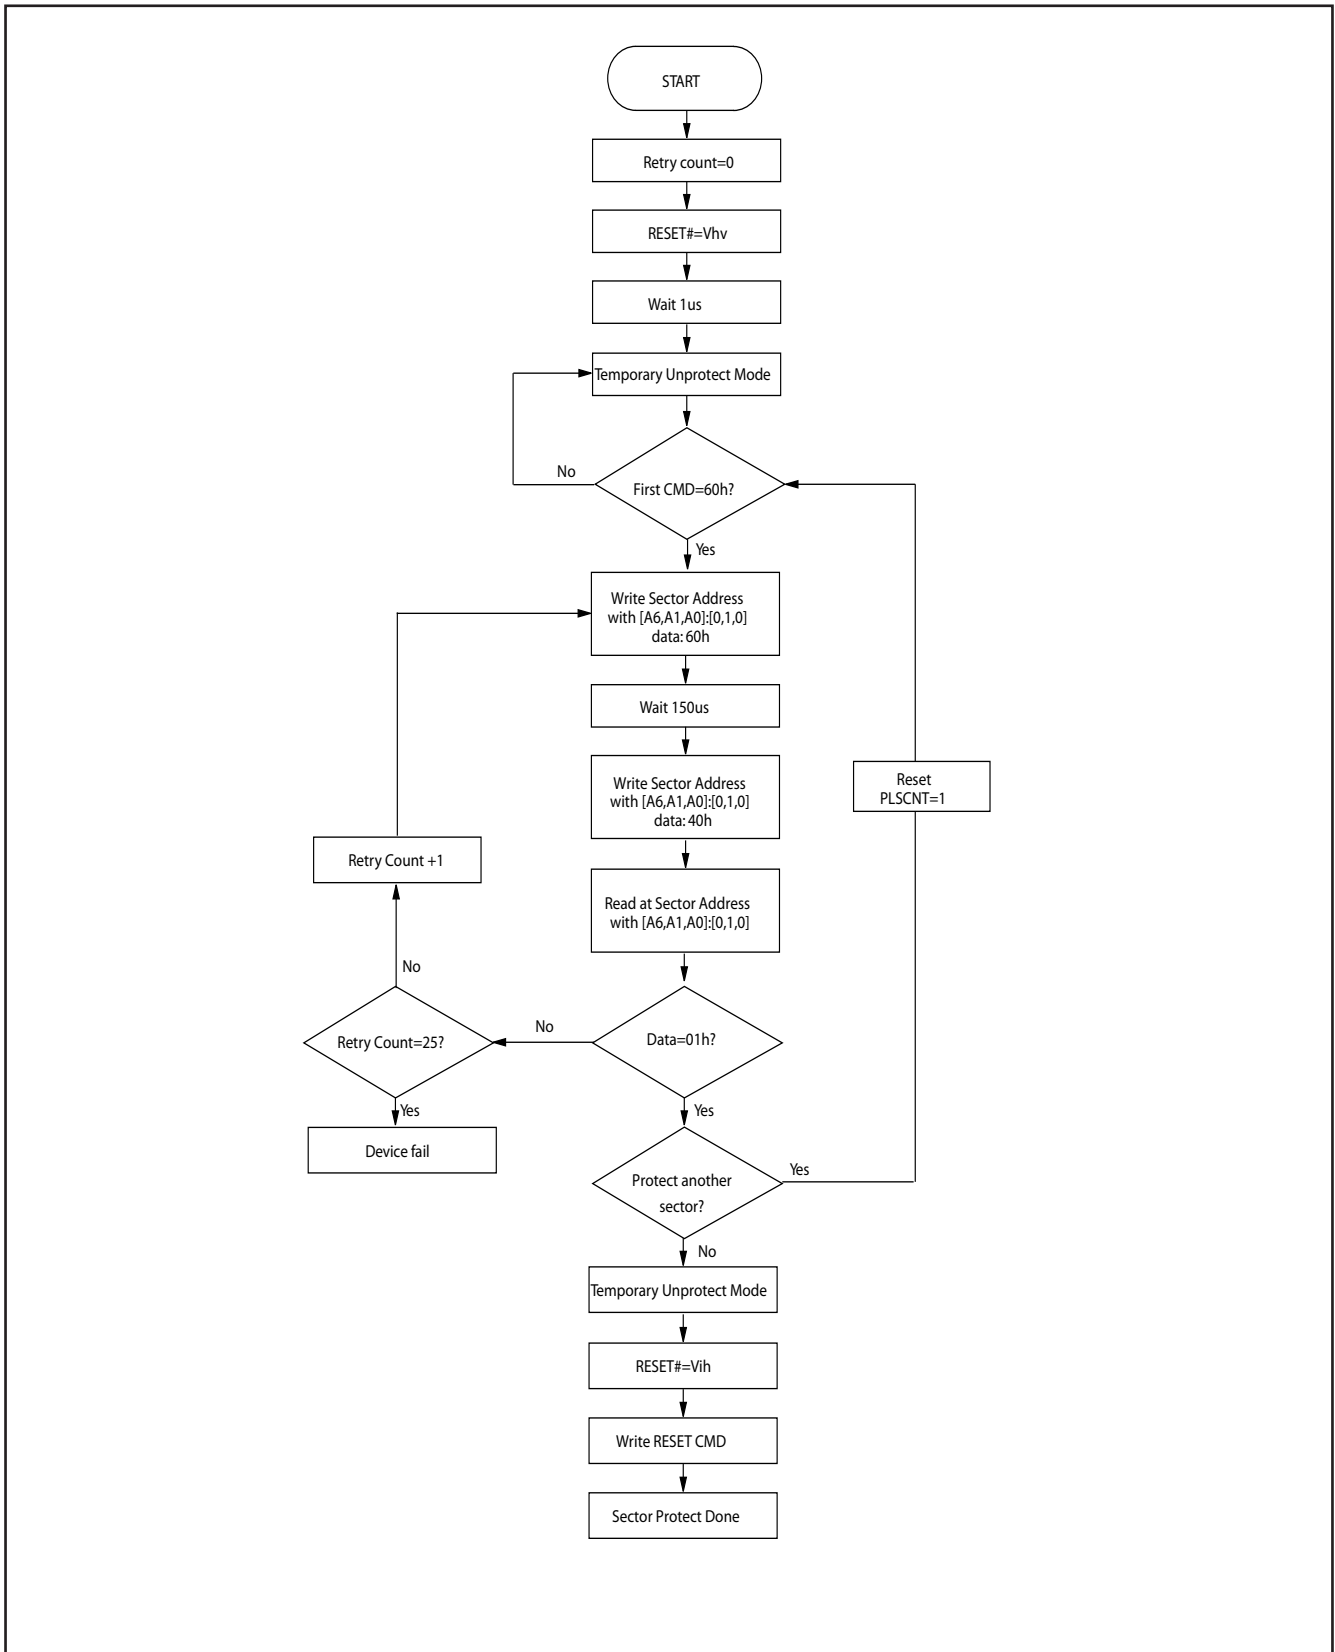 START
Retry count=0
RESET#=Vhv
Wait 1us
Temporary Unprotect Mode
No
First CMD=60h?
Yes
Write Sector Address
with [A6,A1,A0]:[0,1,0]
data: 60h
Wait 150us
Write Sector Address
with [A6,A1,A0]:[0,1,0]
data: 40h
Reset
PLSCNT=1
Retry Count +1
Read at Sector Address
with [A6,A1,A0]:[0,1,0]
No
Retry Count=25?
No
Data=01h?
Yes
Yes
Device fail
Protect another
sector?
Yes
No
Temporary Unprotect Mode
RESET#=Vih
Write RESET CMD
Sector Protect Done